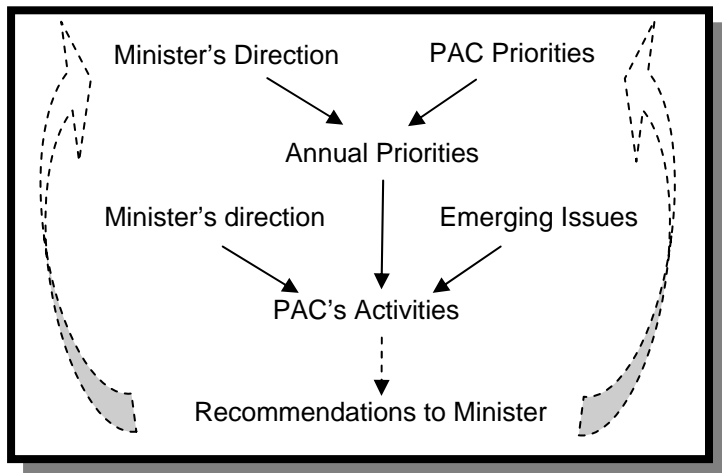 Minister's Direction
PAC Priorities
Annual Priorities
Minister's direction
Emerging Issues
PAC's Activities
Recommendations to Minister